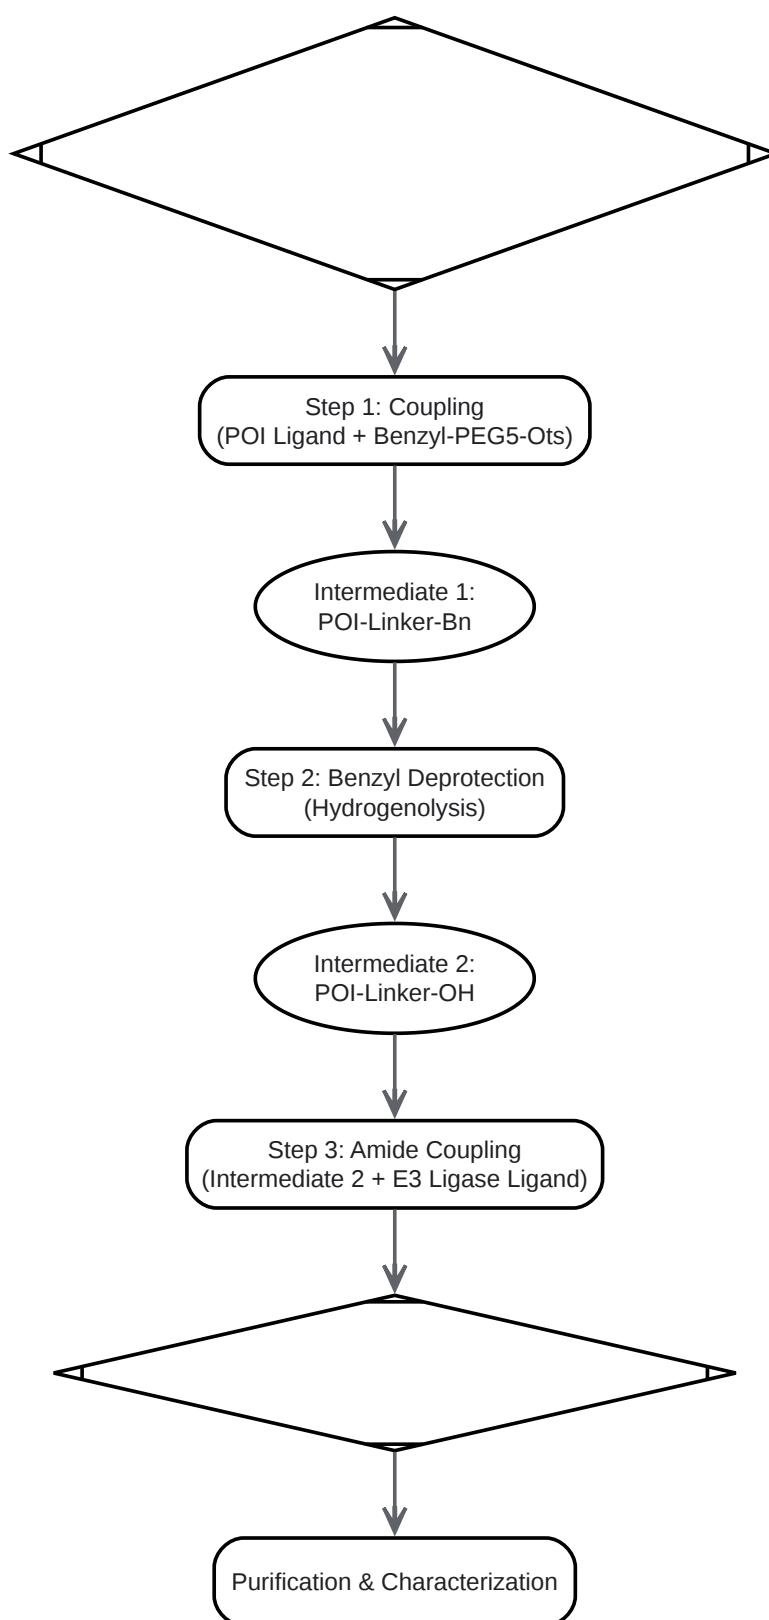 Step 1: Coupling
(POI Ligand + Benzyl-PEG5-Ots)
Intermediate 1:
POI-Linker-Bn
Step 2: Benzyl Deprotection
(Hydrogenolysis)
Intermediate 2:
POI-Linker-OH
Step 3: Amide Coupling
(Intermediate 2 + E3 Ligase Ligand)
Purification & Characterization